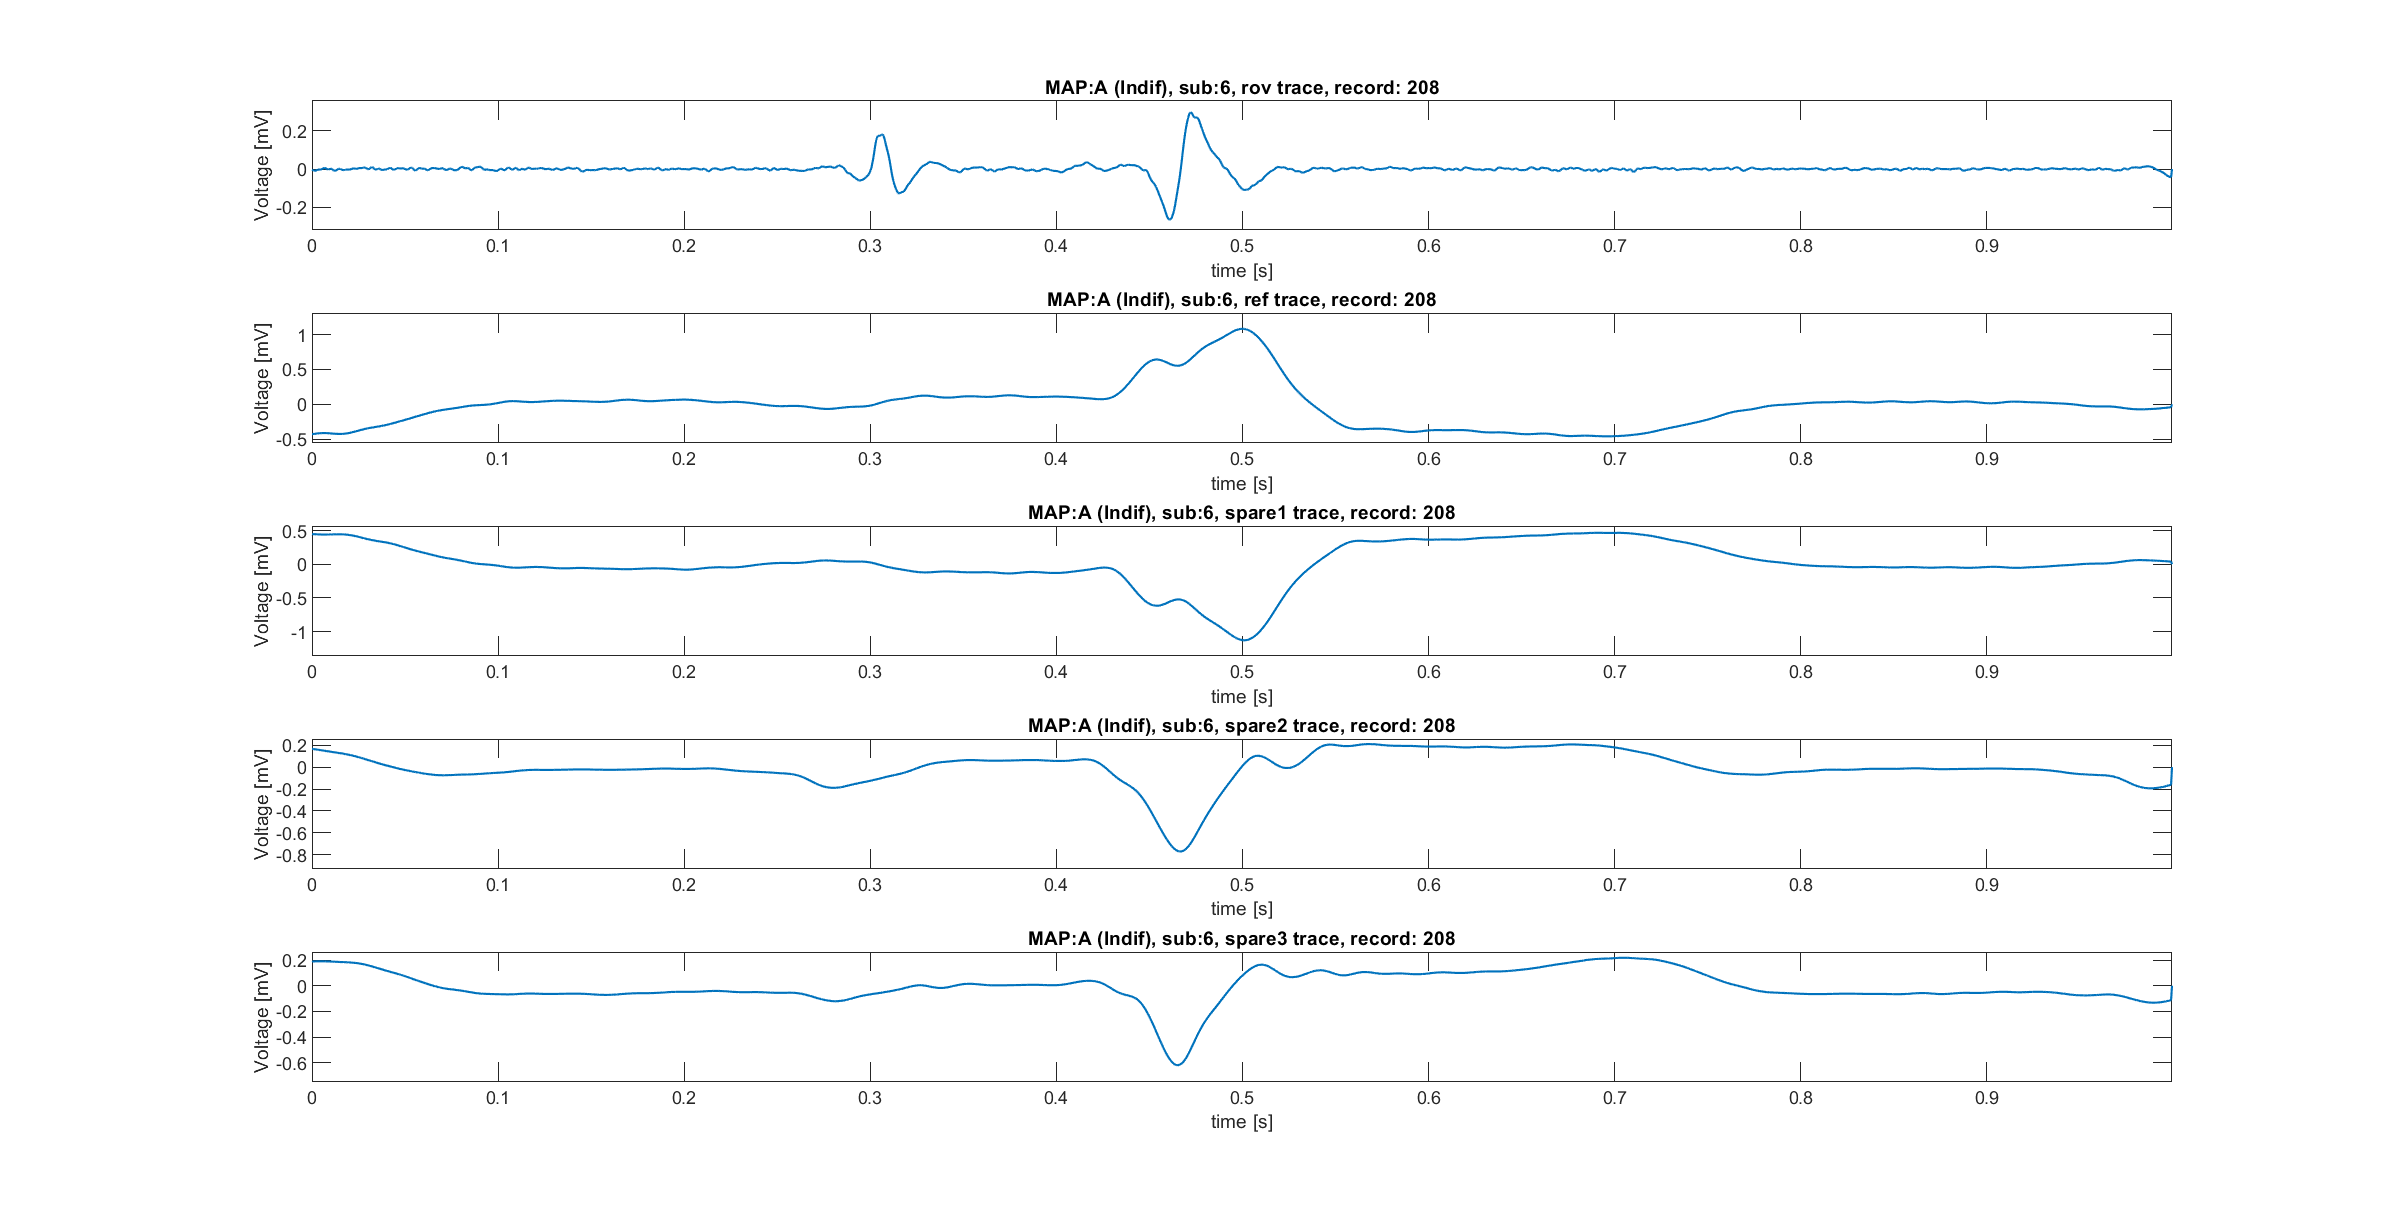 MAP:A (Indif), sub:6, rov trace, record: 208
Voltage [mV]
0.2
0
-0.2
0 0.1 0.2 0.3 0.4 0.5 0.6 0.7 0.8 0.9
time [s]
MAP:A (Indif), sub:6, ref trace, record: 208
Voltage [mV]
1
0.5
0
-0.5
0 0.1 0.2 0.3 0.4 0.5 0.6 0.7 0.8 0.9
time [s]
MAP:A (Indif), sub:6, spare1 trace, record: 208
Voltage [mV]
0.5
0
-0.5
-1
0 0.1 0.2 0.3 0.4 0.5 0.6 0.7 0.8 0.9
time [s]
MAP:A (Indif), sub:6, spare2 trace, record: 208
Voltage [mV]
0.2
0
-0.2
-0.4
-0.6
-0.8
0 0.1 0.2 0.3 0.4 0.5 0.6 0.7 0.8 0.9
time [s]
MAP:A (Indif), sub:6, spare3 trace, record: 208
Voltage [mV]
0.2
0
-0.2
-0.4
-0.6
0 0.1 0.2 0.3 0.4 0.5 0.6 0.7 0.8 0.9
time [s]